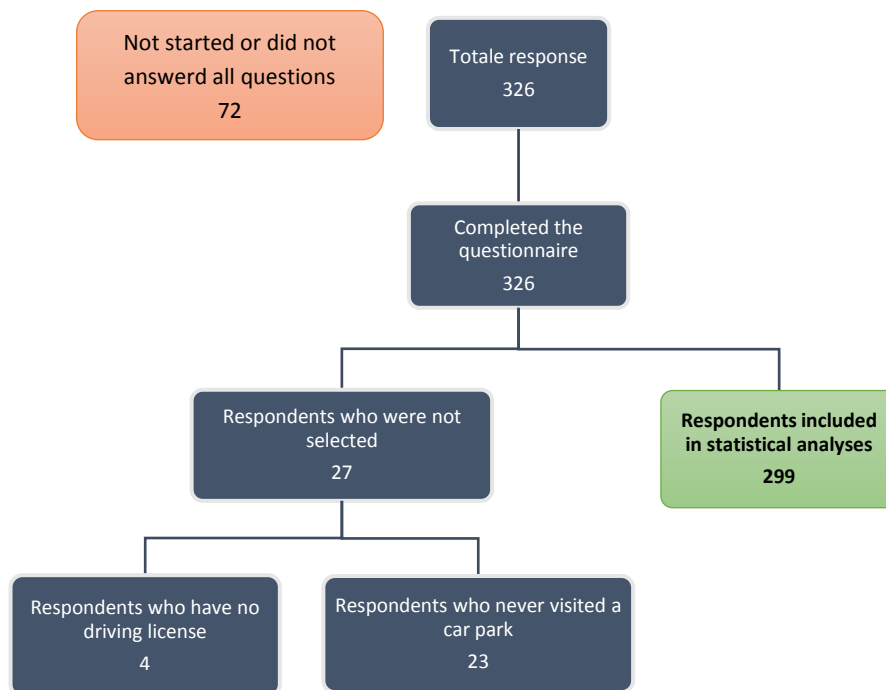 Not started or did not
answerd all questions
72
Totale response
326
Completed the
questionnaire
326
Respondents who were not
selected
27
Respondents included
in statistical analyses
299
Respondents who have no
driving license
4
Respondents who never visited a
car park
23